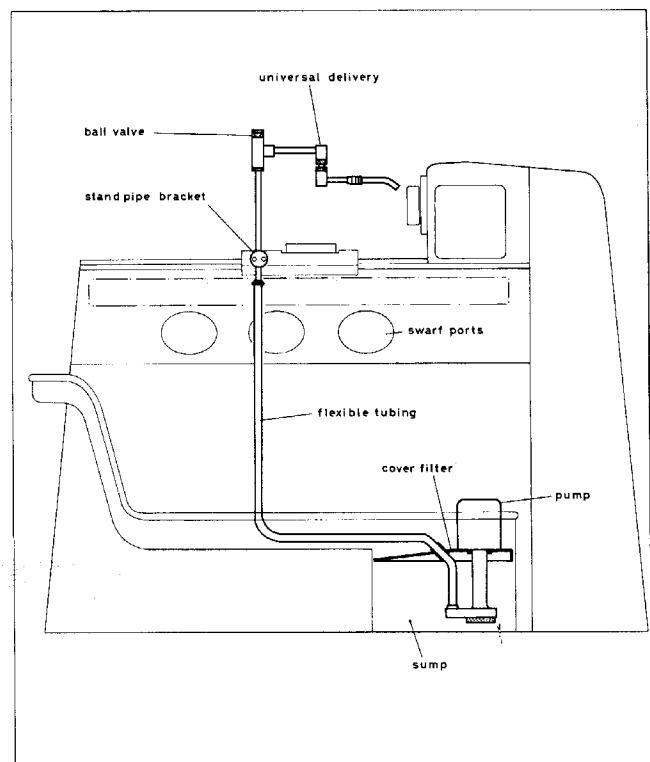 universal delivery
ball valve
stand pipe bracket
swarf ports
flexible tubing
cover filter
pump
sump